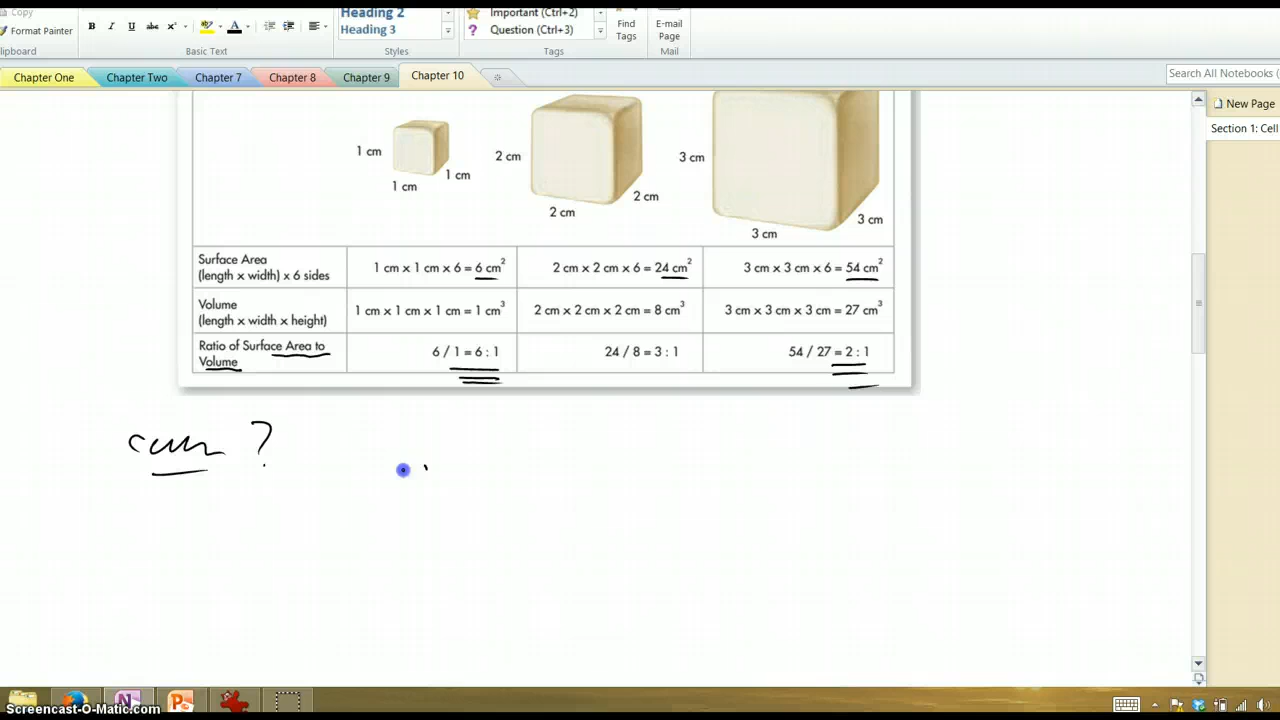 Copy
Heading 2
Important (Ctrl+2)
Format Painter
B I U abc x² A
Heading 3
? Question (Ctrl+3)
Find Tags
E-mail Page
lipboard
Basic Text
Styles
Tags
Mail
Chapter One
Chapter Two
Chapter 7
Chapter 8
Chapter 9
Chapter 10
Search All Notebooks (
New Page
Section 1: Cell
1 cm
1 cm
1 cm
2 cm
2 cm
2 cm
3 cm
3 cm
3 cm
Surface Area (length x width) x 6 sides
1 cm x 1 cm x 6 = 6 cm²
2 cm x 2 cm x 6 = 24 cm²
3 cm x 3 cm x 6 = 54 cm²
Volume (length x width x height)
1 cm x 1 cm x 1 cm = 1 cm³
2 cm x 2 cm x 2 cm = 8 cm³
3 cm x 3 cm x 3 cm = 27 cm³
Ratio of Surface Area to Volume
6 / 1 = 6 : 1
24 / 8 = 3 : 1
54 / 27 = 2 : 1
?
Screencast-O-Matic.com